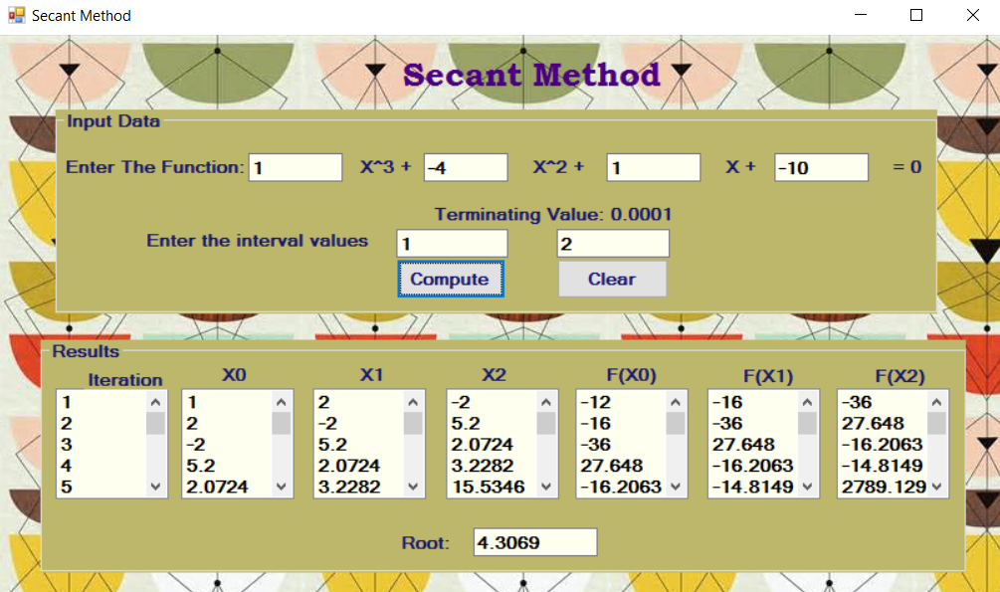 Secant Method
Secant Method
Input Data
Enter The Function: 1 X^3 + -4 X^2 + 1 X + -10 = 0
Terminating Value: 0.0001
Enter the interval values 1 2
Compute Clear
Results
Iteration X0 X1 X2 F(X0) F(X1) F(X2)
1 1 2 -2 -12 -16 -36
2 2 -2 5.2 -16 -36 27.648
3 -2 5.2 2.0724 -36 27.648 -16.2063
4 5.2 2.0724 3.2282 27.648 -16.2063 -14.8149
5 2.0724 3.2282 15.5346 -16.2063 -14.8149 2789.129
Root: 4.3069